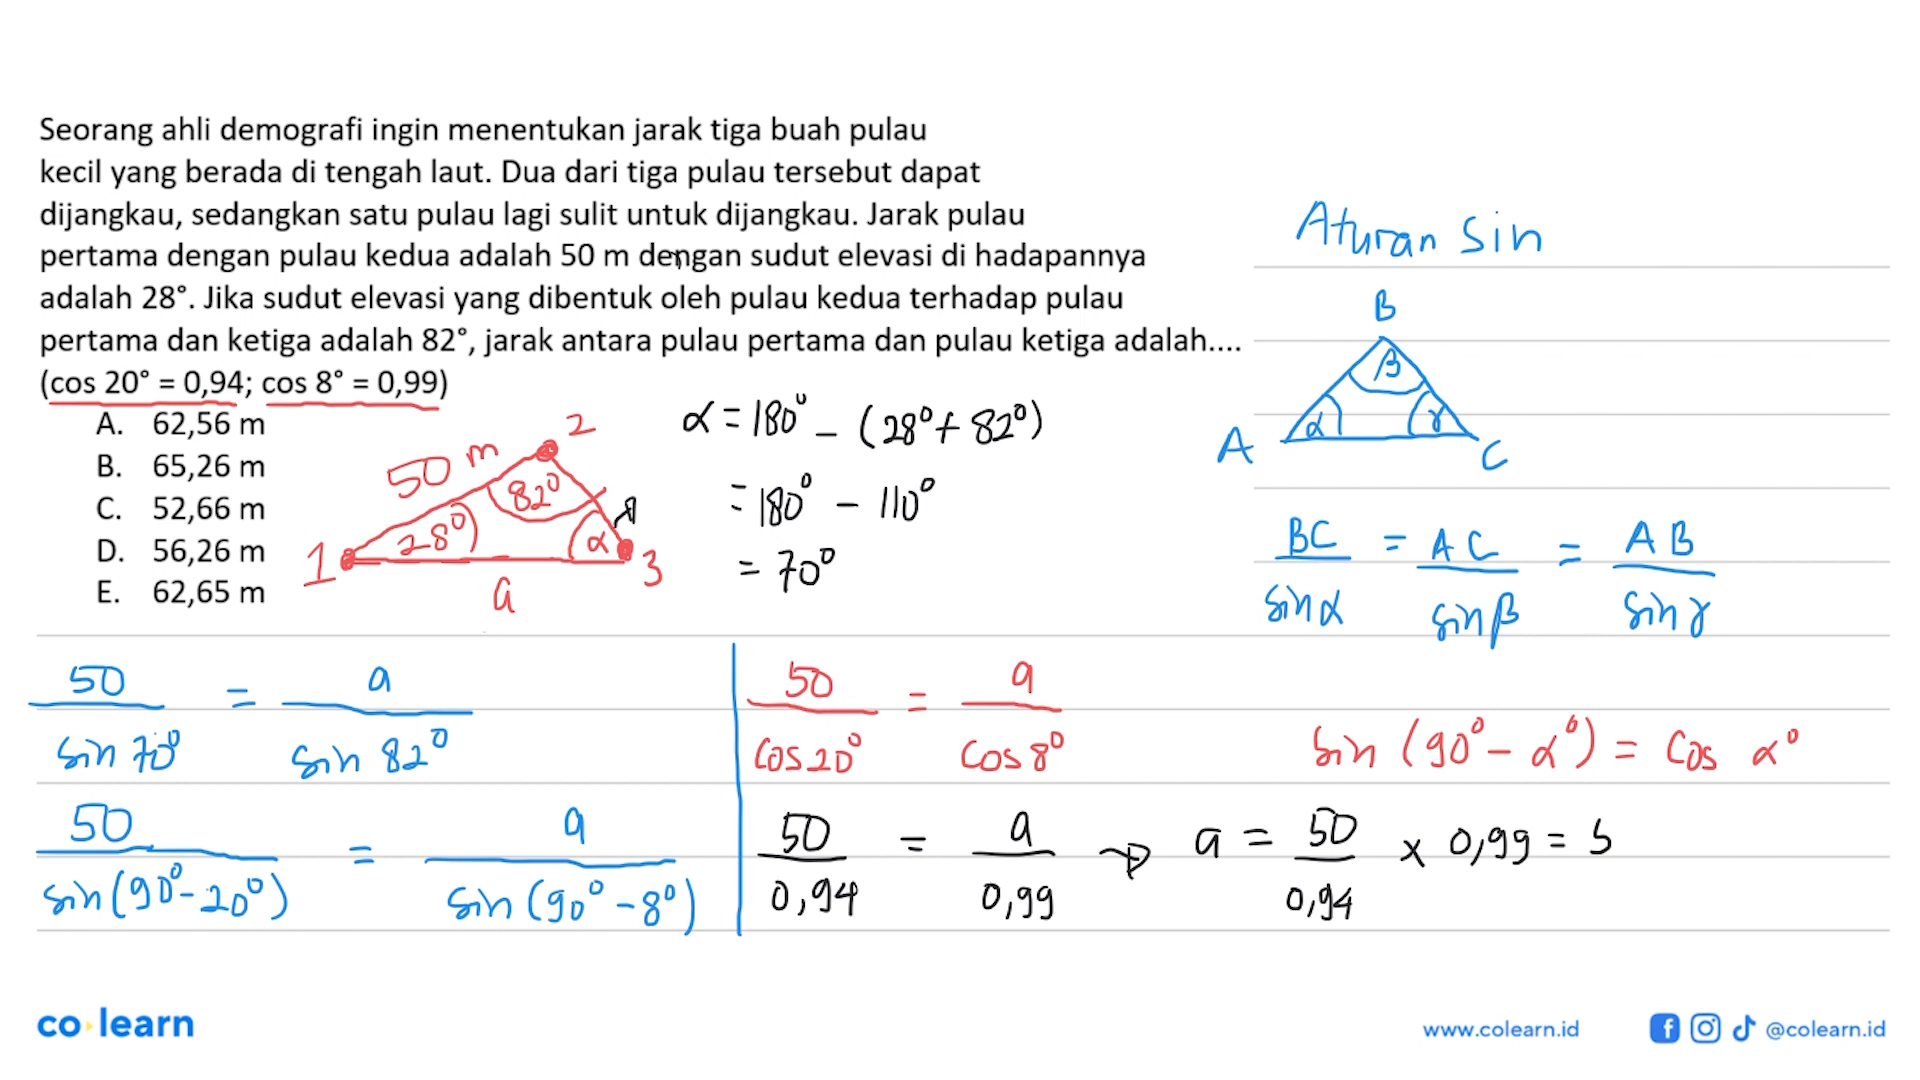 Seorang ahli demografi ingin menentukan jarak tiga buah pulau
kecil yang berada di tengah laut. Dua dari tiga pulau tersebut dapat
dijangkau, sedangkan satu pulau lagi sulit untuk dijangkau. Jarak pulau
pertama dengan pulau kedua adalah 50 m dengan sudut elevasi di hadapannya
adalah 28°. Jika sudut elevasi yang dibentuk oleh pulau kedua terhadap pulau
pertama dan ketiga adalah 82°, jarak antara pulau pertama dan pulau ketiga adalah....
(cos 20° = 0,94; cos 8° = 0,99)
A. 62,56 m
B. 65,26 m
C. 52,66 m
D. 56,26 m
E. 62,65 m
50 m
2
82°
28°
α
1
3
a
α = 180° - (28° + 82°)
= 180° - 110°
= 70°
Aturan Sin
B
β
α
γ
A
C
BC/sin α = AC/sin β = AB/sin γ
50/sin 70° = a/sin 82°
50/sin (90° - 20°) = a/sin (90° - 8°)
50/cos 20° = a/cos 8°
sin (90° - α°) = cos α°
50/0,94 = a/0,99 → a = 50/0,94 × 0,99 = 5
co learn
www.colearn.id
@colearn.id